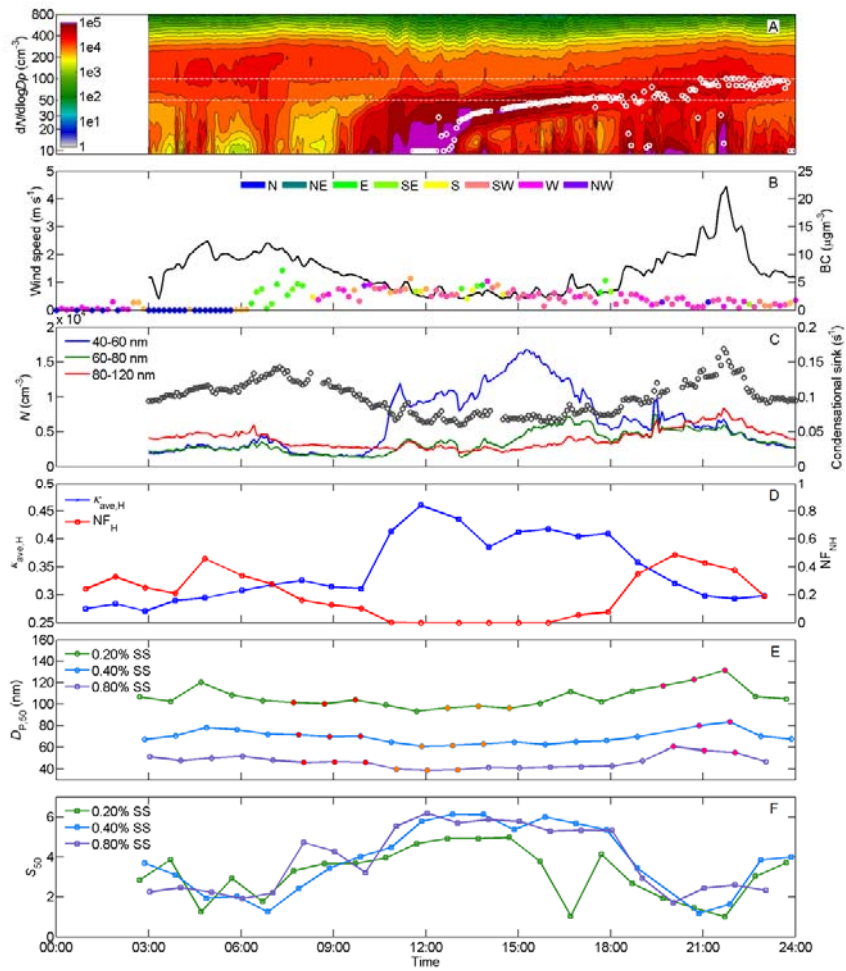 A
800
400
200
100
50
30
20
10
dN/dlogDp (cm-3)
1e5
1e4
1e3
1e2
1e1
B
N NE E SE S SW W NW
5
4
3
2
1
0
Wind speed (m s-1)
25
20
15
10
5
0
BC (μgm-3)
x 10⁴
C
40-60 nm
60-80 nm
80-120 nm
2
1.5
1
0.5
0
N (cm-3)
0.2
0.15
0.1
0.05
0
Condensational sink (s-1)
D
κave,H
NFH
0.5
0.45
0.4
0.35
0.3
0.25
κave,H
1
0.8
0.6
0.4
0.2
0
NFNH
E
0.20% SS
0.40% SS
0.80% SS
160
140
120
100
80
60
40
DP,50 (nm)
F
0.20% SS
0.40% SS
0.80% SS
6
4
2
0
S50
00:00 03:00 06:00 09:00 12:00 15:00 18:00 21:00 24:00
Time